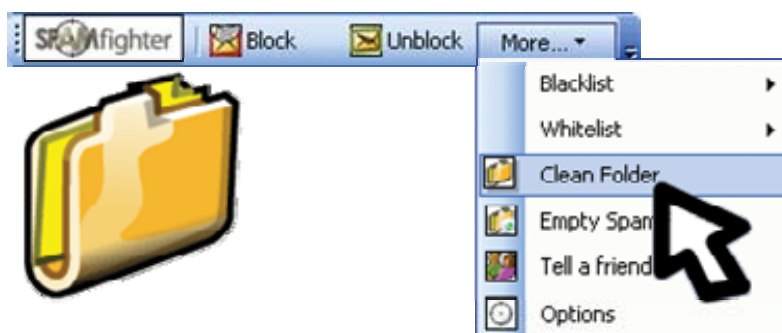 SPAMfighter Block Unblock More...
Blacklist
Whitelist
Clean Folder
Empty Spam
Tell a friend
Options